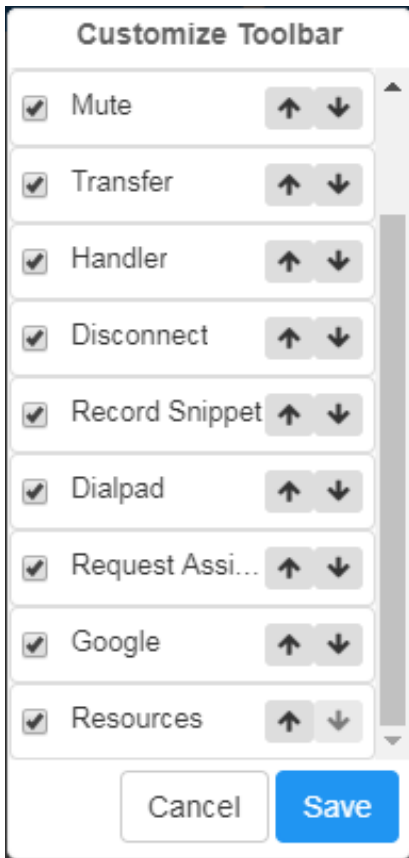 Customize Toolbar
Mute
Transfer
Handler
Disconnect
Record Snippet
Dialpad
Request Assi...
Google
Resources
Cancel Save